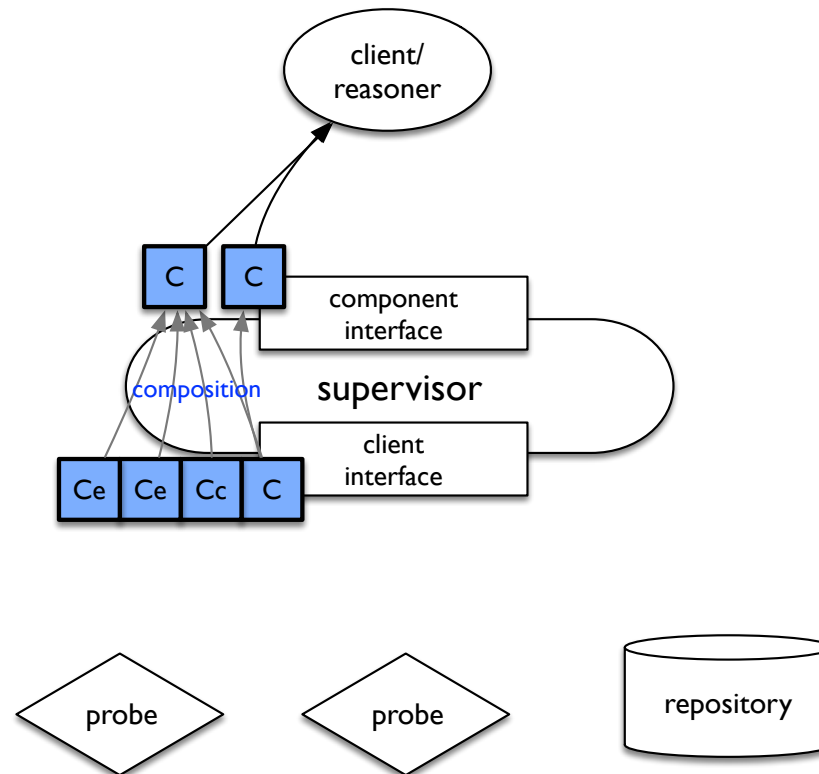 client/
reasoner
C
C
component
interface
composition
supervisor
client
interface
Ce
Ce
Cc
C
probe
probe
repository